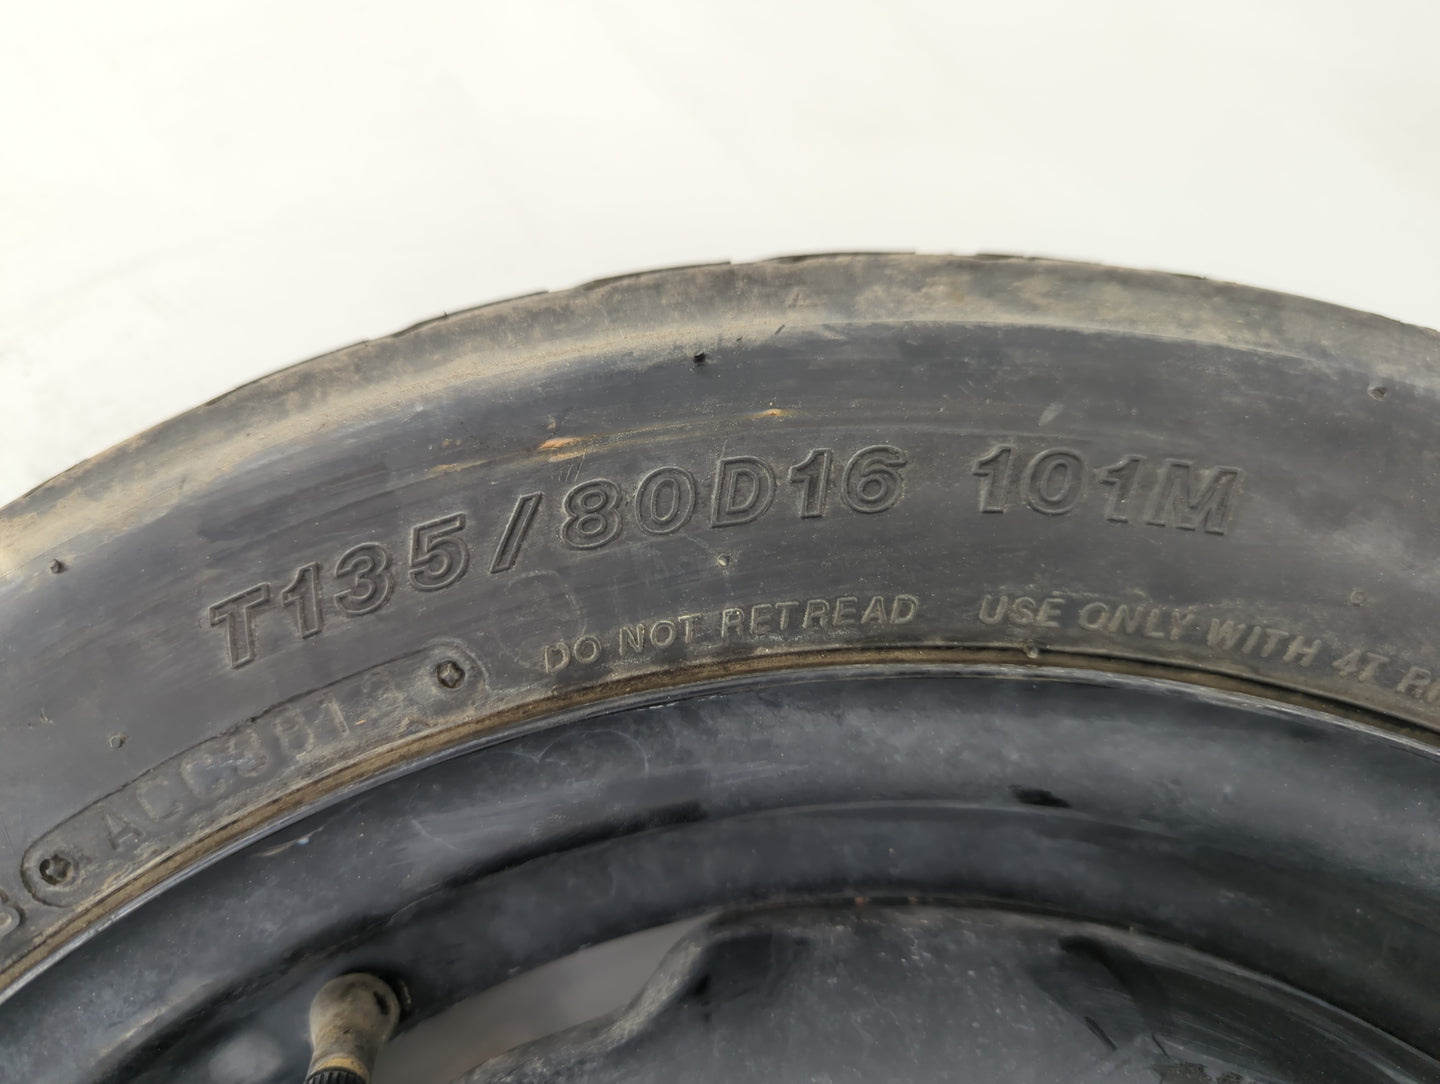 T135/80D16 101M
DO NOT RETREAD USE ONLY WITH 4T